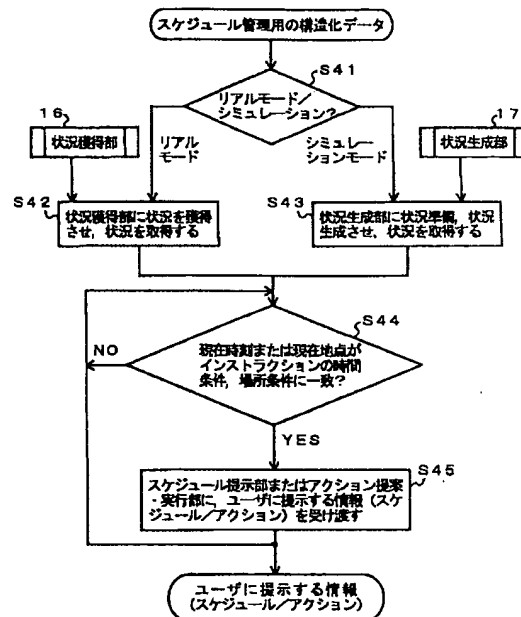 スケジュール管理用の構造化データ
S41
リアルモード/
シミュレーション?
16
状況獲得部
リアル
モード
シミュレー
ションモード
17
状況生成部
S42
状況獲得部に状況を獲得
させ,状況を取得する
S43
状況生成部に状況準備,状況
生成させ、状況を取得する
S44
NO
現在時刻または現在地点が
インストラクションの時間
条件,場所条件に一致?
YES
S45
スケジュール提示部またはアクション提案
・実行部に,ユーザに提示する情報(スケ
ジュール/アクション)を受け渡す
ユーザに提示する情報
(スケジュール/アクション)